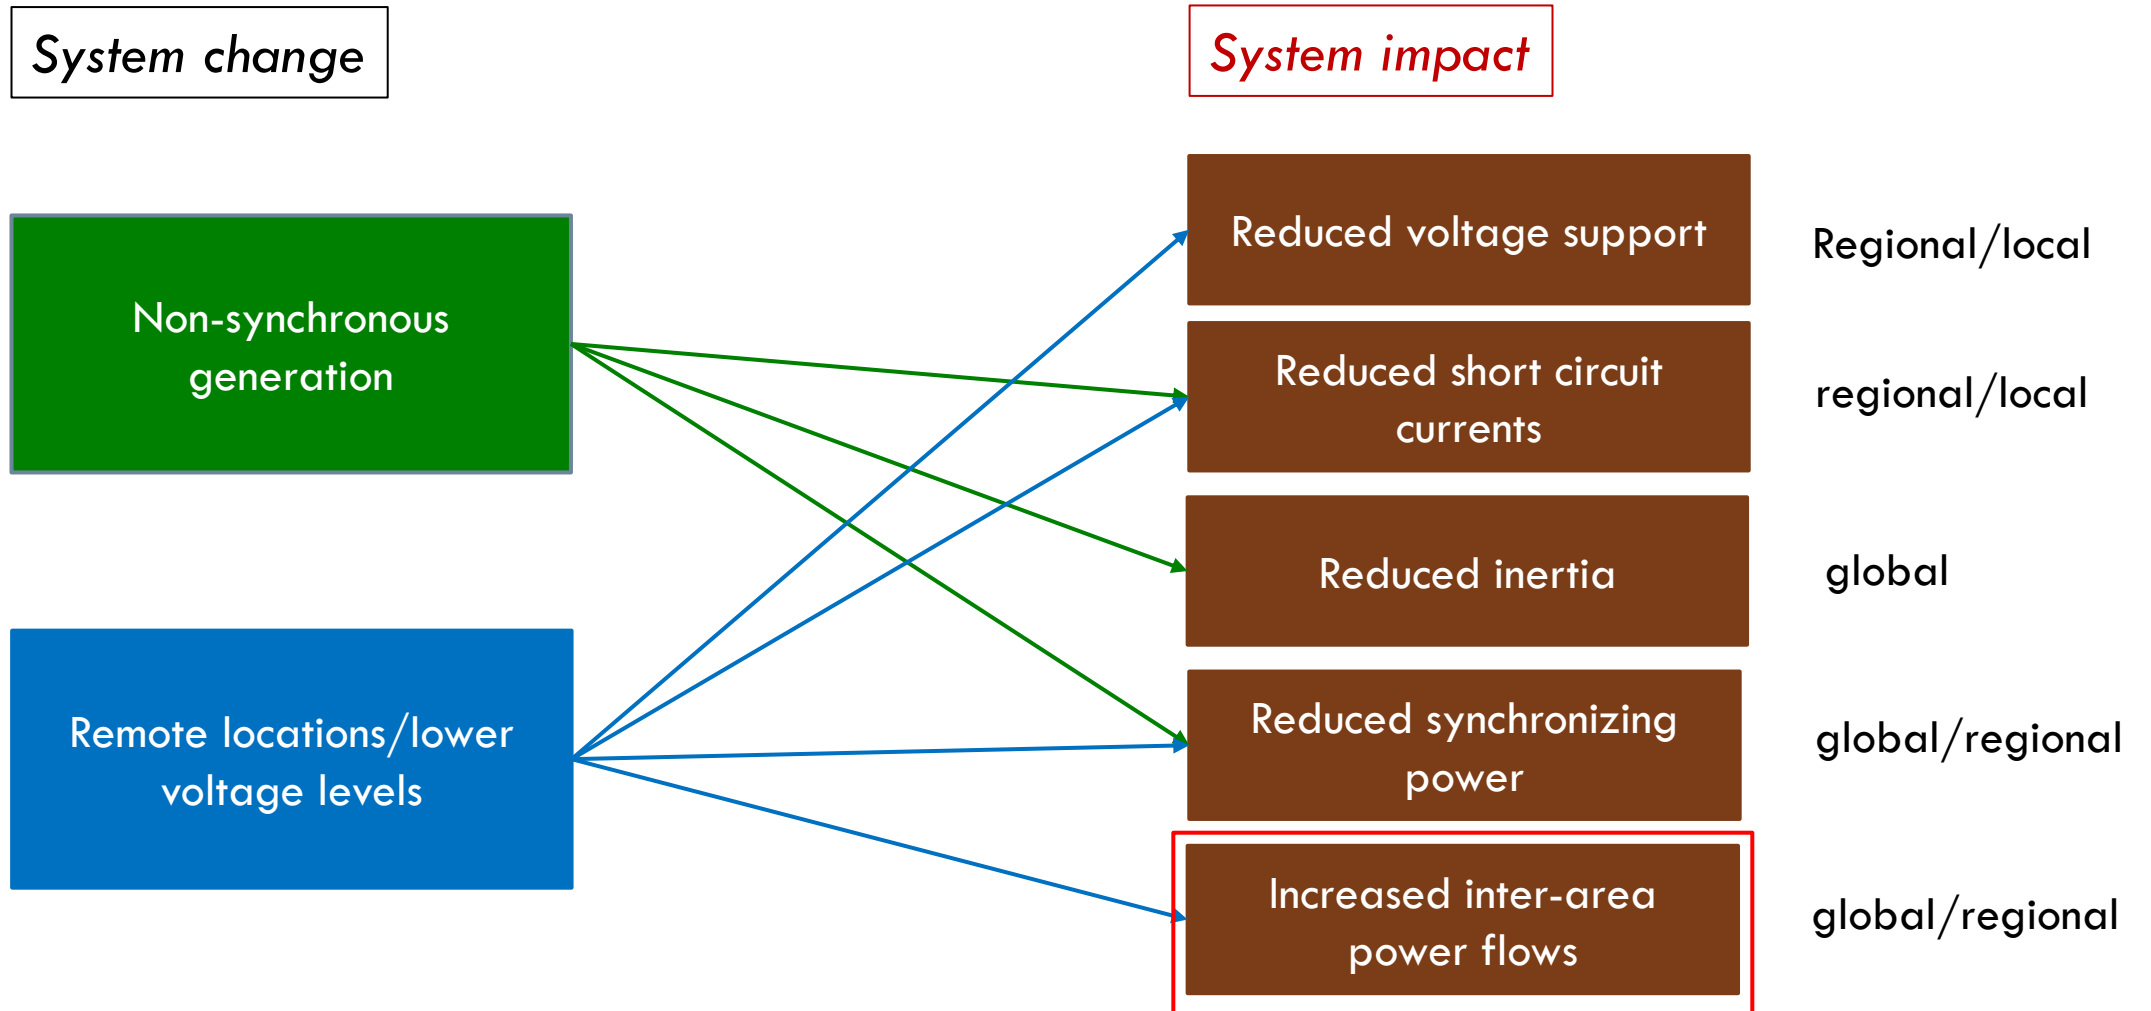 System change
System impact
Non-synchronous
generation
Remote locations/lower
voltage levels
Reduced voltage support
Regional/local
Reduced short circuit
currents
regional/local
Reduced inertia
global
Reduced synchronizing
power
global/regional
Increased inter-area
power flows
global/regional